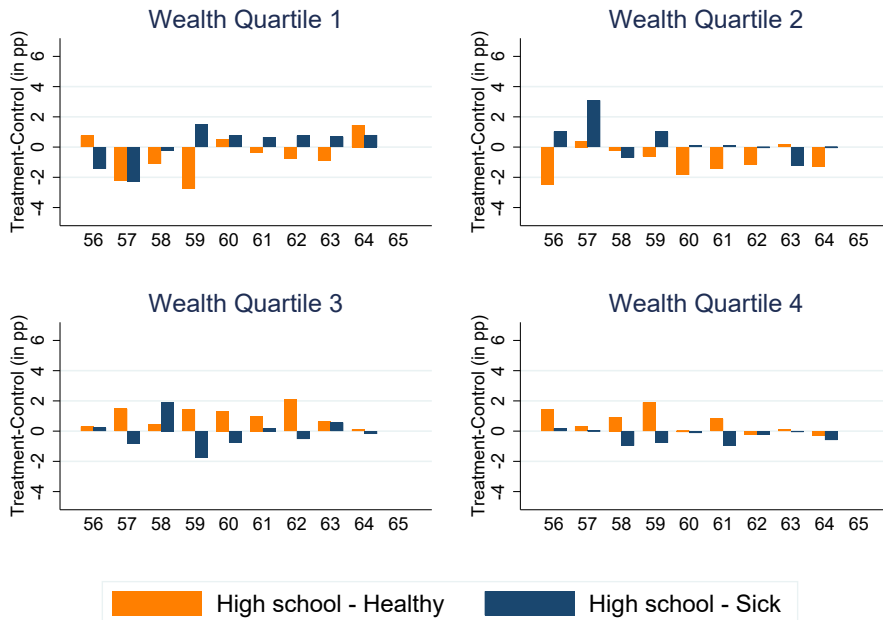 Wealth Quartile 1
Treatment-Control (in pp)
6
4
2
0
-2
-4
56 57 58 59 60 61 62 63 64 65
Wealth Quartile 2
Treatment-Control (in pp)
6
4
2
0
-2
-4
56 57 58 59 60 61 62 63 64 65
Wealth Quartile 3
Treatment-Control (in pp)
6
4
2
0
-2
-4
56 57 58 59 60 61 62 63 64 65
Wealth Quartile 4
Treatment-Control (in pp)
6
4
2
0
-2
-4
56 57 58 59 60 61 62 63 64 65
High school - Healthy
High school - Sick